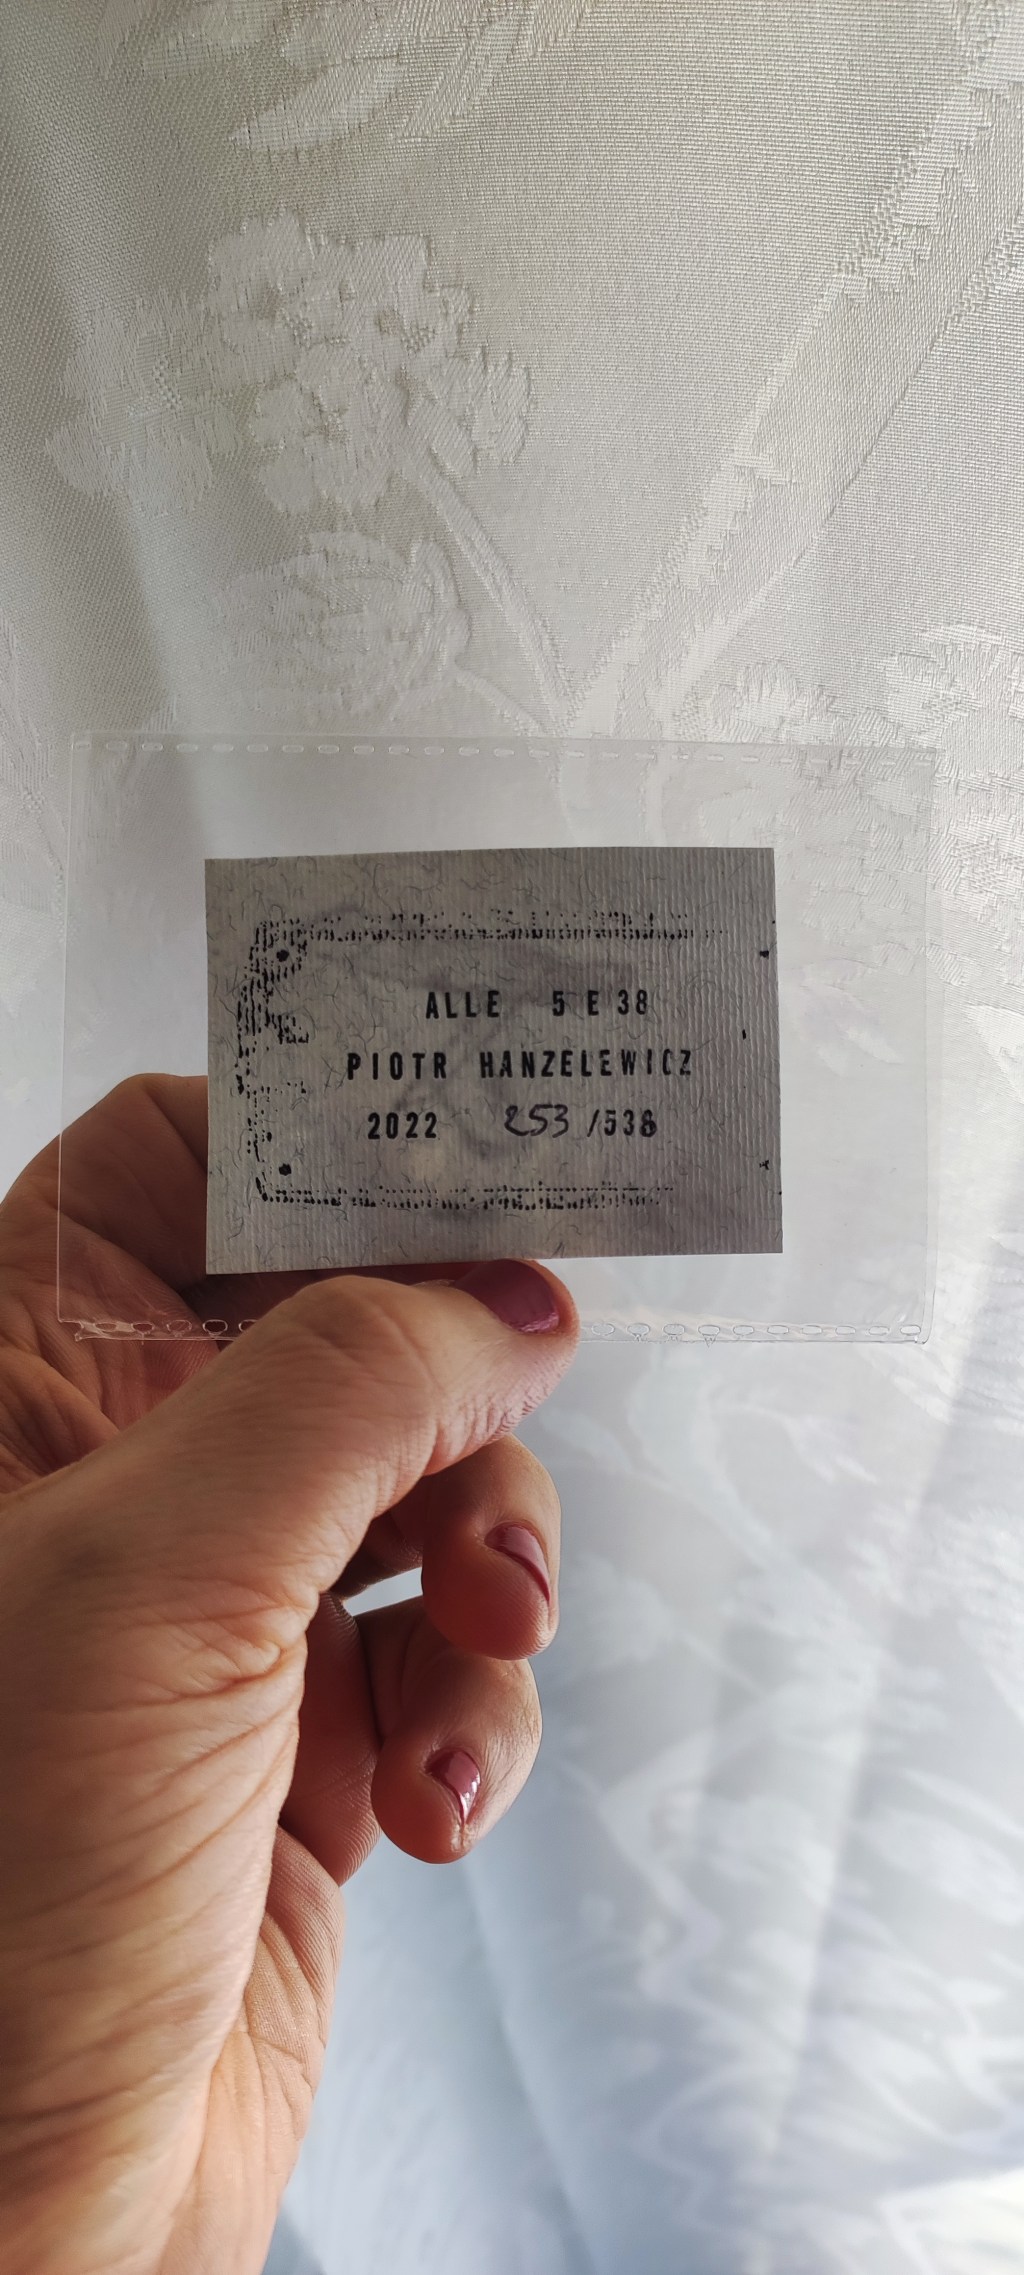 ALLE 5 E 38
PIOTR HANZELEWICZ
2022 253 /538